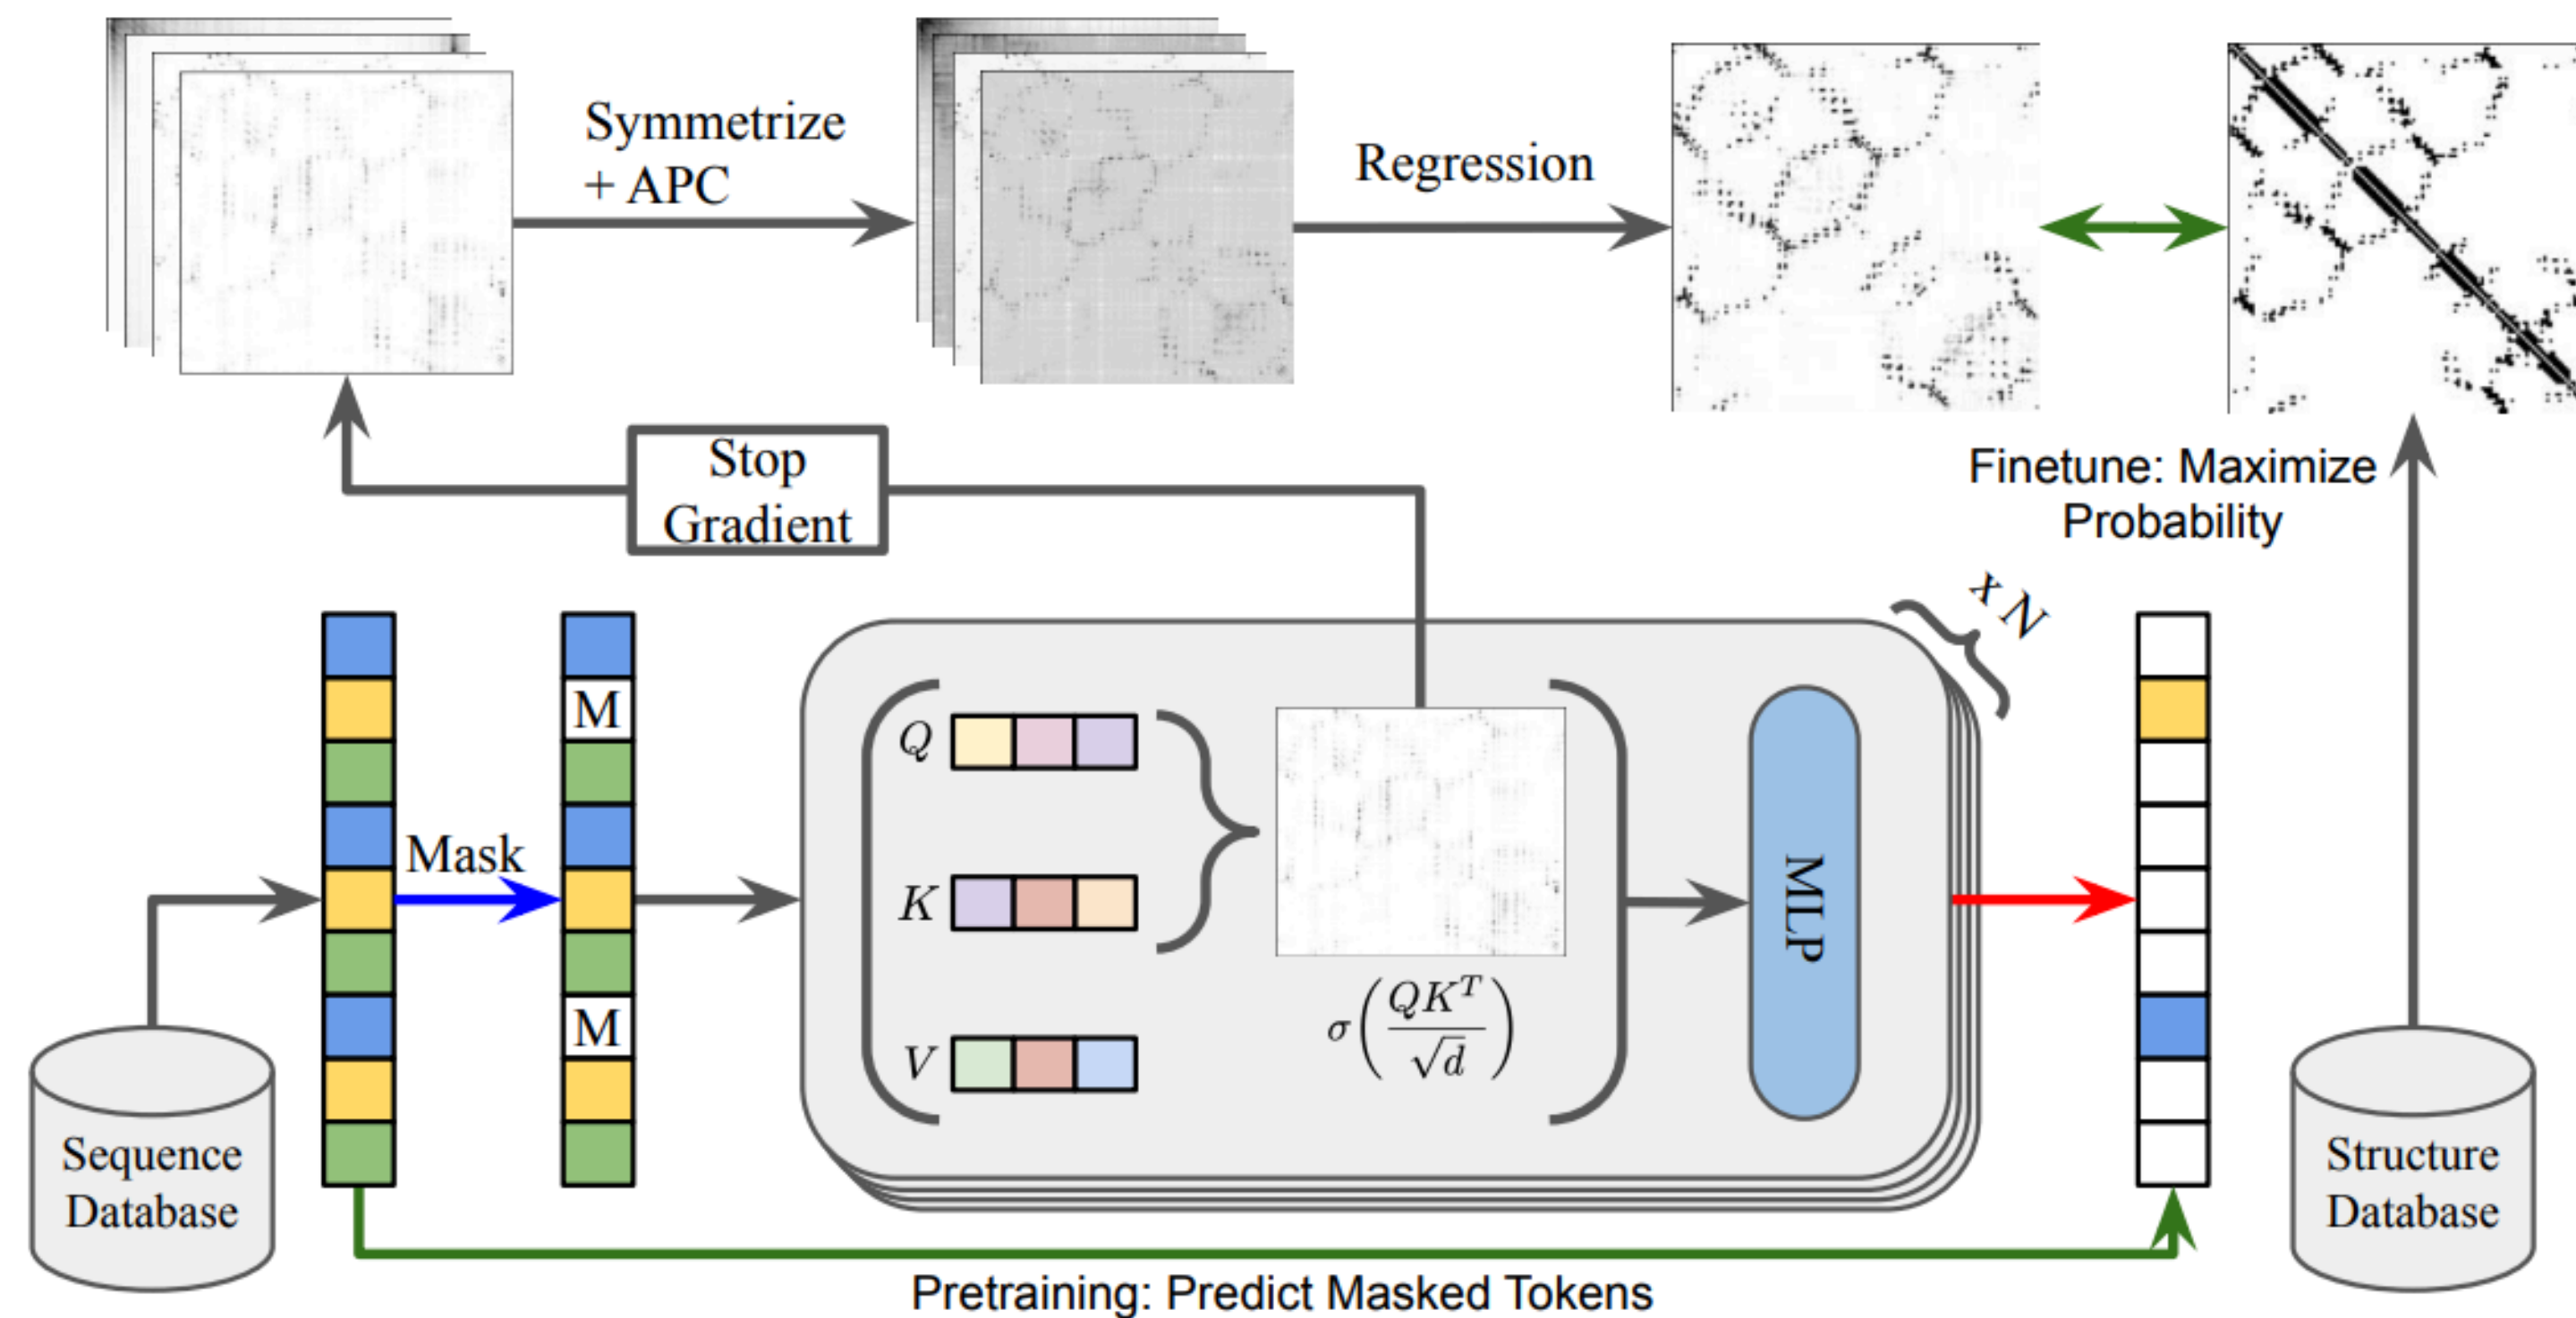 Symmetrize
+ APC
Regression
Stop
Gradient
Finetune: Maximize
Probability
x N
Mask
M
M
Q
K
V
σ(QK^T/√d)
MLP
Sequence
Database
Structure
Database
Pretraining: Predict Masked Tokens